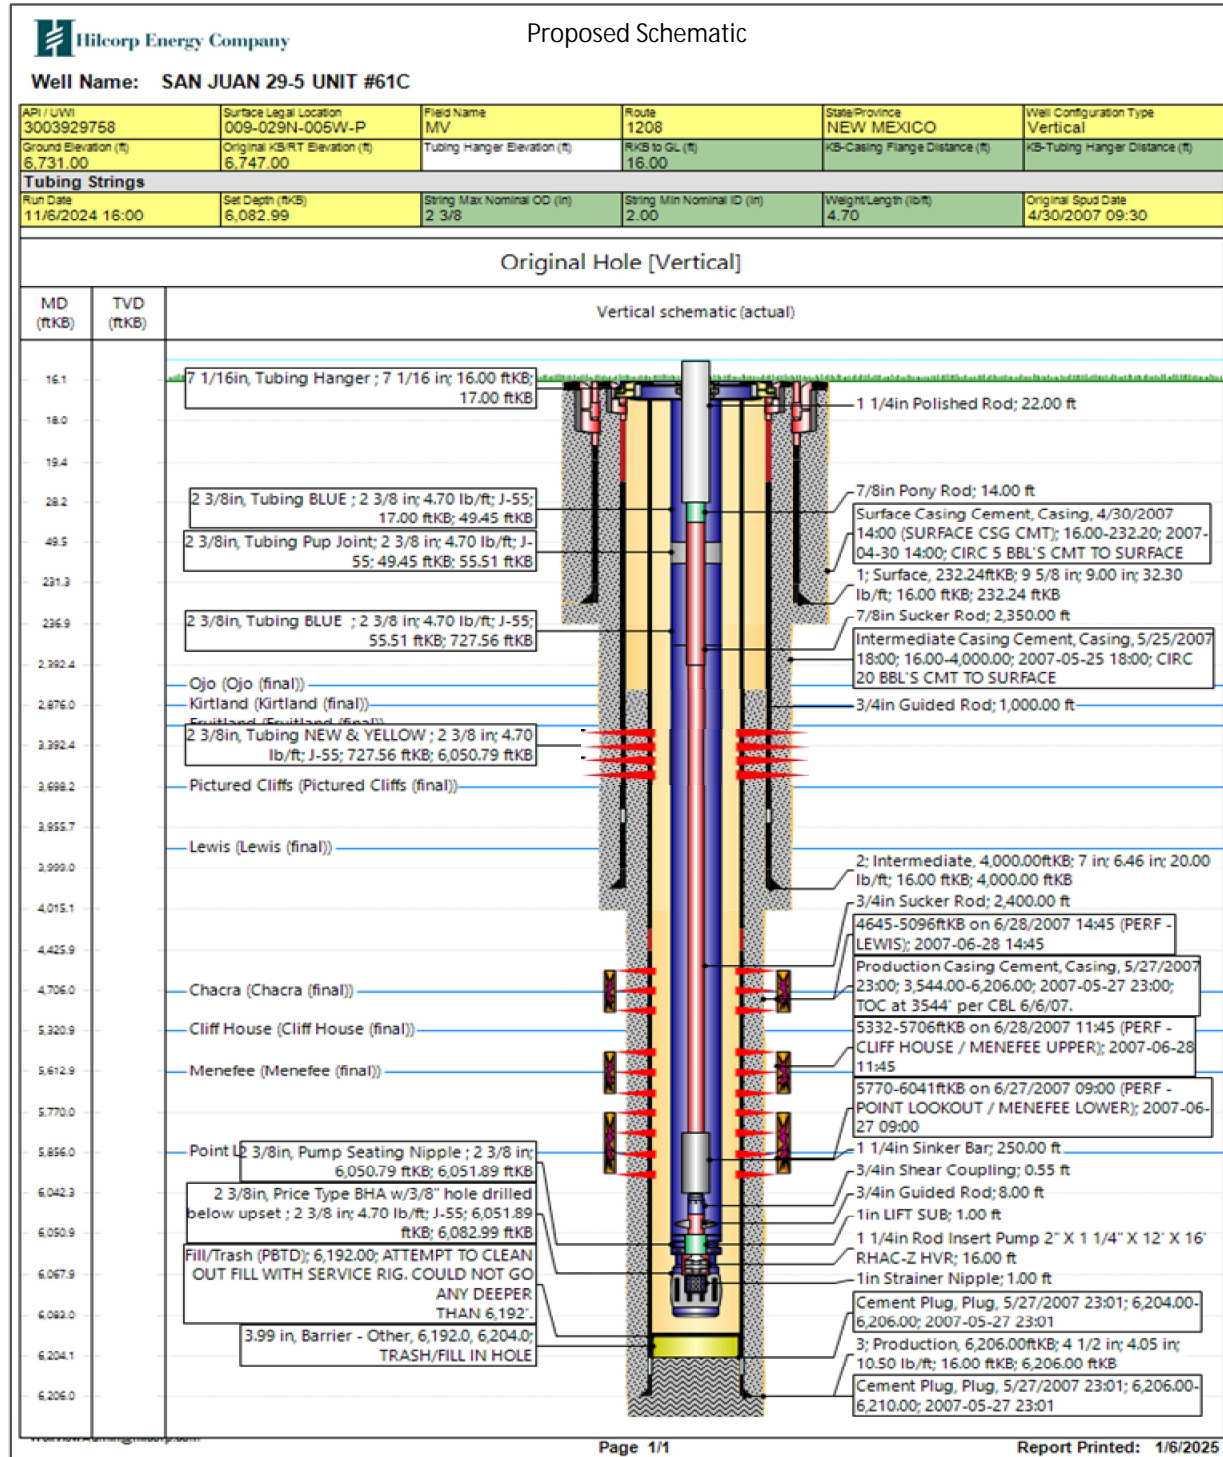 Hilcorp Energy Company
Proposed Schematic
Well Name: SAN JUAN 29-5 UNIT #61C
API / UWI
3003929758
Surface Legal Location
009-029N-005W-P
Field Name
MV
Route
1208
State/Province
NEW MEXICO
Well Configuration Type
Vertical
Ground Elevation (ft)
6,731.00
Original KB/RT Elevation (ft)
6,747.00
Tubing Hanger Elevation (ft)
RKB to GL (ft)
16.00
KB-Casing Flange Distance (ft)
KB-Tubing Hanger Distance (ft)
Tubing Strings
Run Date
11/6/2024 16:00
Set Depth (ftKB)
6,082.99
String Max Nominal OD (in)
2 3/8
String Min Nominal ID (in)
2.00
Weight/Length (lb/ft)
4.70
Original Spud Date
4/30/2007 09:30
Original Hole [Vertical]
MD
(ftKB)
TVD
(ftKB)
Vertical schematic (actual)
16.1
18.0
19.4
28.2
49.5
231.3
236.9
2,392.4
2,876.0
3,392.4
3,698.2
3,955.7
3,999.0
4,015.1
4,425.9
4,706.0
5,320.9
5,612.9
5,770.0
5,856.0
6,042.3
6,050.9
6,067.9
6,083.0
6,204.1
6,206.0
7 1/16in, Tubing Hanger ; 7 1/16 in; 16.00 ftKB;
17.00 ftKB
2 3/8in, Tubing BLUE ; 2 3/8 in; 4.70 lb/ft; J-55;
17.00 ftKB; 49.45 ftKB
2 3/8in, Tubing Pup Joint; 2 3/8 in; 4.70 lb/ft; J-
55; 49.45 ftKB; 55.51 ftKB
2 3/8in, Tubing BLUE ; 2 3/8 in; 4.70 lb/ft; J-55;
55.51 ftKB; 727.56 ftKB
Ojo (Ojo (final))
Kirtland (Kirtland (final))
Fruitland (Fruitland (final))
2 3/8in, Tubing NEW & YELLOW ; 2 3/8 in; 4.70
lb/ft; J-55; 727.56 ftKB; 6,050.79 ftKB
Pictured Cliffs (Pictured Cliffs (final))
Lewis (Lewis (final))
Chacra (Chacra (final))
Cliff House (Cliff House (final))
Menefee (Menefee (final))
Point L
2 3/8in, Pump Seating Nipple ; 2 3/8 in;
6,050.79 ftKB; 6,051.89 ftKB
2 3/8in, Price Type BHA w/3/8" hole drilled
below upset ; 2 3/8 in; 4.70 lb/ft; J-55; 6,051.89
ftKB; 6,082.99 ftKB
Fill/Trash (PBTD); 6,192.00; ATTEMPT TO CLEAN
OUT FILL WITH SERVICE RIG. COULD NOT GO
ANY DEEPER
THAN 6,192'.
3.99 in, Barrier - Other, 6,192.0, 6,204.0;
TRASH/FILL IN HOLE
1 1/4in Polished Rod; 22.00 ft
7/8in Pony Rod; 14.00 ft
Surface Casing Cement, Casing, 4/30/2007
14:00 (SURFACE CSG CMT); 16.00-232.20; 2007-
04-30 14:00; CIRC 5 BBL'S CMT TO SURFACE
1; Surface, 232.24ftKB; 9 5/8 in; 9.00 in; 32.30
lb/ft; 16.00 ftKB; 232.24 ftKB
7/8in Sucker Rod; 2,350.00 ft
Intermediate Casing Cement, Casing, 5/25/2007
18:00; 16.00-4,000.00; 2007-05-25 18:00; CIRC
20 BBL'S CMT TO SURFACE
3/4in Guided Rod; 1,000.00 ft
2; Intermediate, 4,000.00ftKB; 7 in; 6.46 in; 20.00
lb/ft; 16.00 ftKB; 4,000.00 ftKB
3/4in Sucker Rod; 2,400.00 ft
4645-5096ftKB on 6/28/2007 14:45 (PERF -
LEWIS); 2007-06-28 14:45
Production Casing Cement, Casing, 5/27/2007
23:00; 3,544.00-6,206.00; 2007-05-27 23:00;
TOC at 3544' per CBL 6/6/07.
5332-5706ftKB on 6/28/2007 11:45 (PERF -
CLIFF HOUSE / MENEFEE UPPER); 2007-06-28
11:45
5770-6041ftKB on 6/27/2007 09:00 (PERF -
POINT LOOKOUT / MENEFEE LOWER); 2007-06-
27 09:00
1 1/4in Sinker Bar; 250.00 ft
3/4in Shear Coupling; 0.55 ft
3/4in Guided Rod; 8.00 ft
1in LIFT SUB; 1.00 ft
1 1/4in Rod Insert Pump 2" X 1 1/4" X 12' X 16'
RHAC-Z HVR; 16.00 ft
1in Strainer Nipple; 1.00 ft
Cement Plug, Plug, 5/27/2007 23:01; 6,204.00-
6,206.00; 2007-05-27 23:01
3; Production, 6,206.00ftKB; 4 1/2 in; 4.05 in;
10.50 lb/ft; 16.00 ftKB; 6,206.00 ftKB
Cement Plug, Plug, 5/27/2007 23:01; 6,206.00-
6,210.00; 2007-05-27 23:01
Page 1/1
Report Printed: 1/6/2025